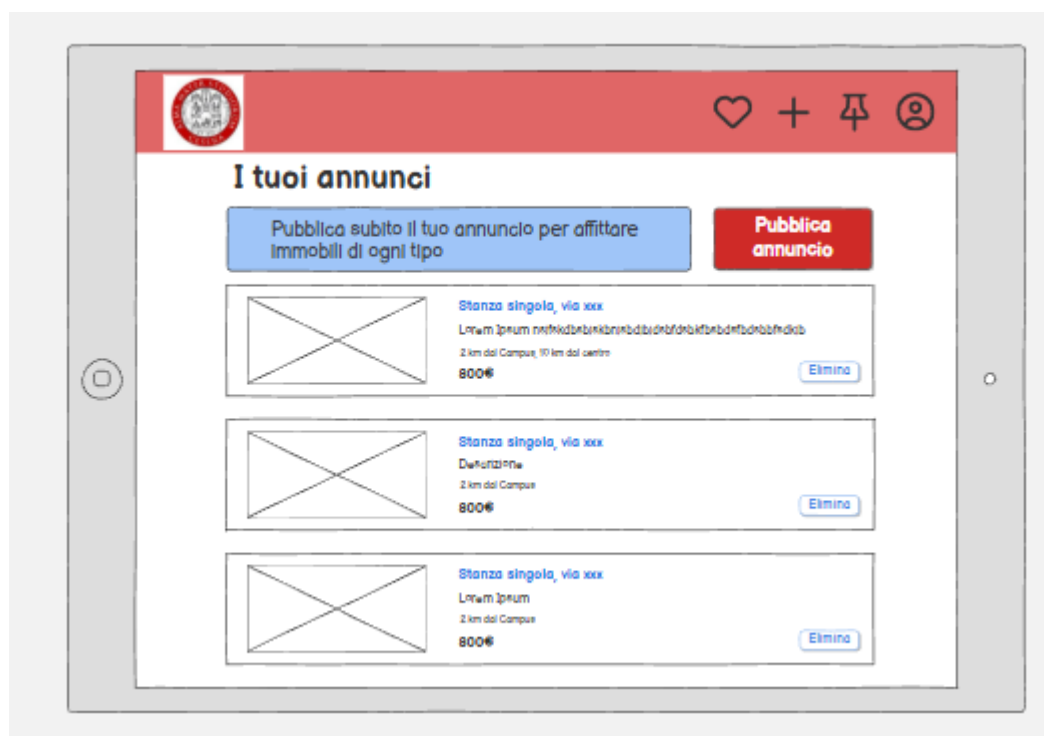 I tuoi annunci
Pubblica subito il tuo annuncio per affittare
immobili di ogni tipo
Pubblica
annuncio
Stanza singola, via xxx
Lorem Ipsum
2 km dal Campus, 10 km dal centro
800€
Elimina
Stanza singola, via xxx
Descrizione
2 km dal Campus
800€
Elimina
Stanza singola, via xxx
Lorem Ipsum
2 km dal Campus
800€
Elimina